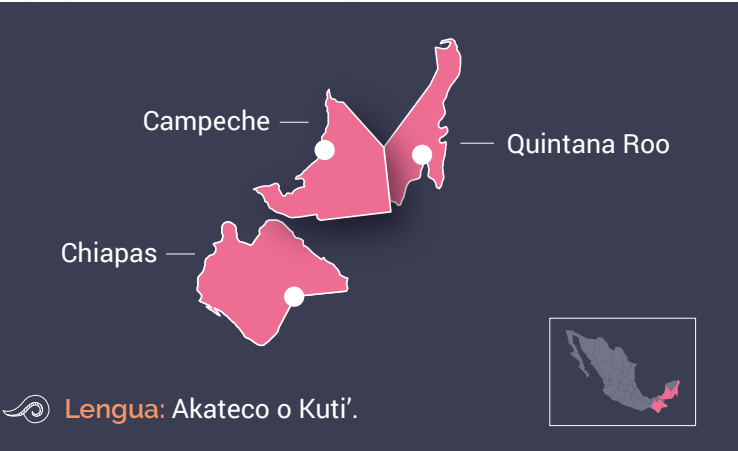 Campeche
Quintana Roo
Chiapas
Lengua: Akateco o Kuti’.